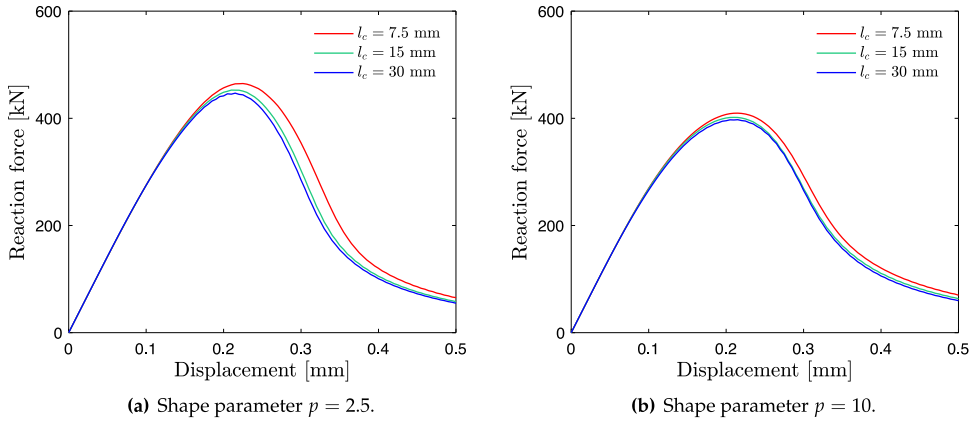 600
400
200
0
Reaction force [kN]
l_c = 7.5 mm
l_c = 15 mm
l_c = 30 mm
0 0.1 0.2 0.3 0.4 0.5
Displacement [mm]
(a) Shape parameter p = 2.5.
600
400
200
0
Reaction force [kN]
l_c = 7.5 mm
l_c = 15 mm
l_c = 30 mm
0 0.1 0.2 0.3 0.4 0.5
Displacement [mm]
(b) Shape parameter p = 10.